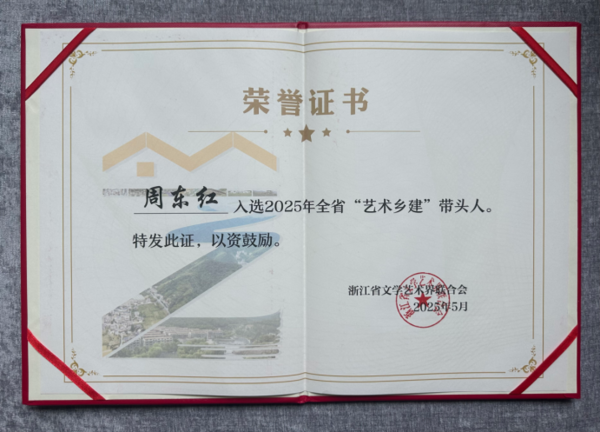 荣誉证书
周东红 入选2025年全省“艺术乡建”带头人。
特发此证，以资鼓励。
浙江省文学艺术界联合会
2025年5月